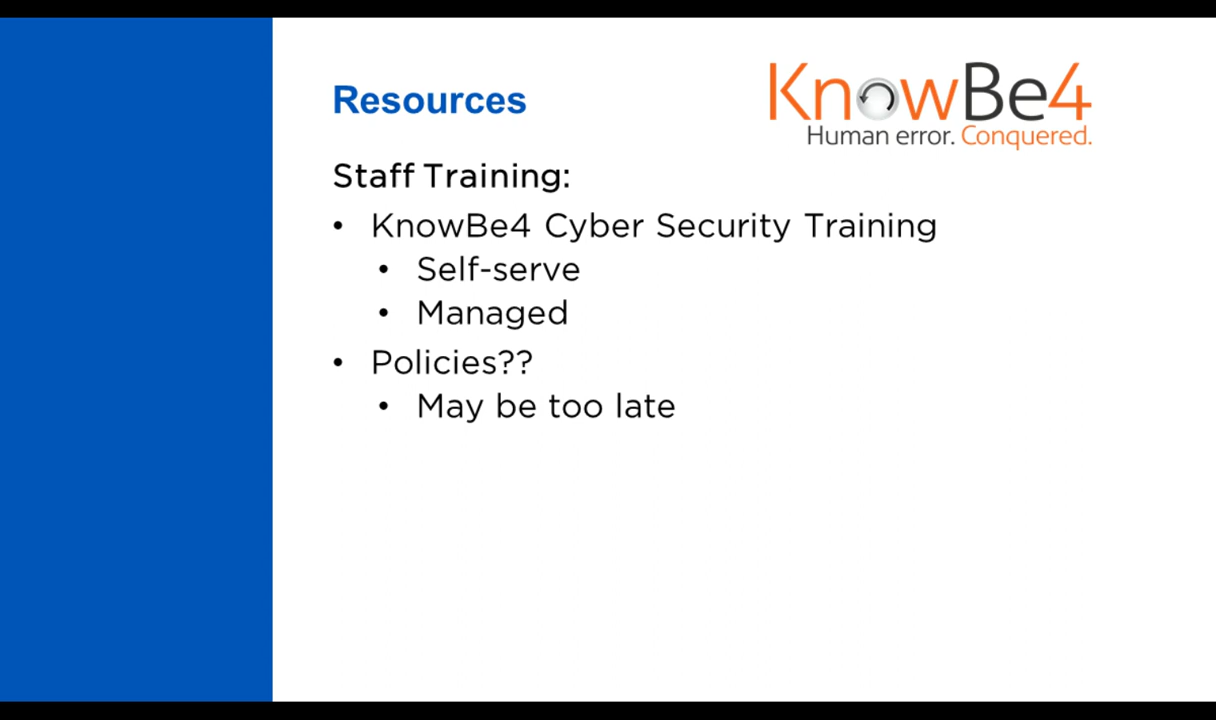 Resources
KnowBe4
Human error. Conquered.
Staff Training:
• KnowBe4 Cyber Security Training
• Self-serve
• Managed
• Policies??
• May be too late